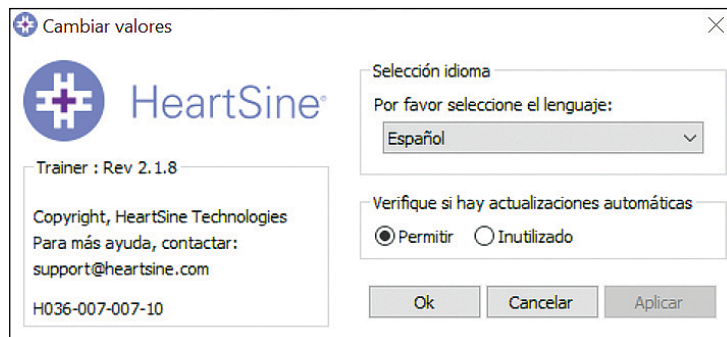 Cambiar valores
HeartSine®
Trainer : Rev 2.1.8
Copyright, HeartSine Technologies
Para más ayuda, contactar:
support@heartsine.com
H036-007-007-10
Selección idioma
Por favor seleccione el lenguaje:
Español
Verifique si hay actualizaciones automáticas
Permitir Inutilizado
Ok Cancelar Aplicar